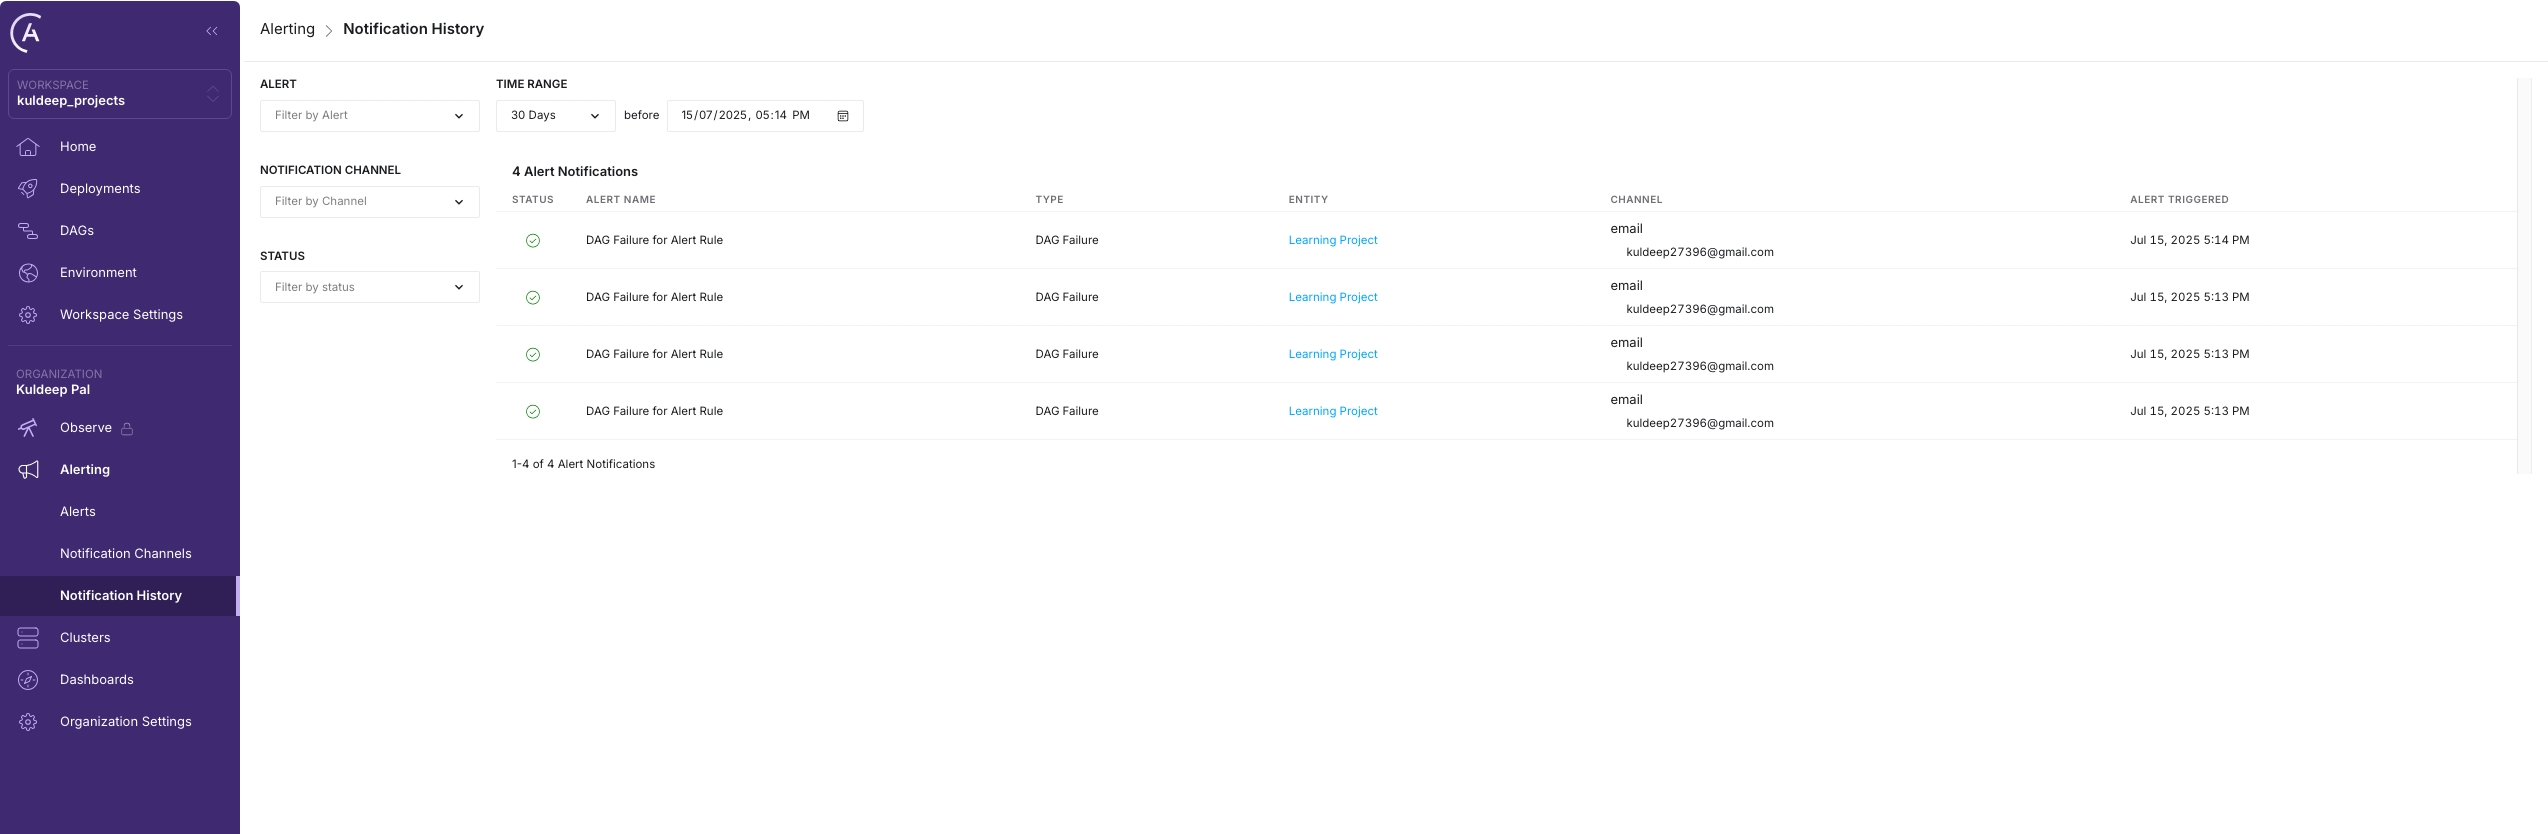 WORKSPACE
kuldeep_projects
Home
Deployments
DAGs
Environment
Workspace Settings
ORGANIZATION
Kuldeep Pal
Observe
Alerting
Alerts
Notification Channels
Notification History
Clusters
Dashboards
Organization Settings
Alerting > Notification History
ALERT
Filter by Alert
NOTIFICATION CHANNEL
Filter by Channel
STATUS
Filter by status
TIME RANGE
30 Days before 15/07/2025, 05:14 PM
4 Alert Notifications
STATUS ALERT NAME TYPE ENTITY CHANNEL ALERT TRIGGERED
DAG Failure for Alert Rule DAG Failure Learning Project email kuldeep27396@gmail.com Jul 15, 2025 5:14 PM
DAG Failure for Alert Rule DAG Failure Learning Project email kuldeep27396@gmail.com Jul 15, 2025 5:13 PM
DAG Failure for Alert Rule DAG Failure Learning Project email kuldeep27396@gmail.com Jul 15, 2025 5:13 PM
DAG Failure for Alert Rule DAG Failure Learning Project email kuldeep27396@gmail.com Jul 15, 2025 5:13 PM
1-4 of 4 Alert Notifications